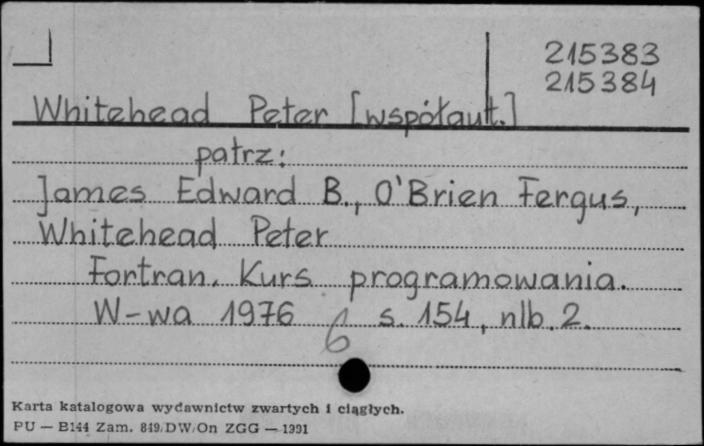 215383
215384
Whitehead Peter [współaut.]
patrz:
James Edward B., O'Brien Fergus,
Whitehead Peter
Fortran. Kurs programowania.
W-wa 1976 s. 154, nlb. 2.
6
Karta katalogowa wydawnictw zwartych i ciągłych.
PU — B144 Zam. 849/DW/On ZGG — 1991